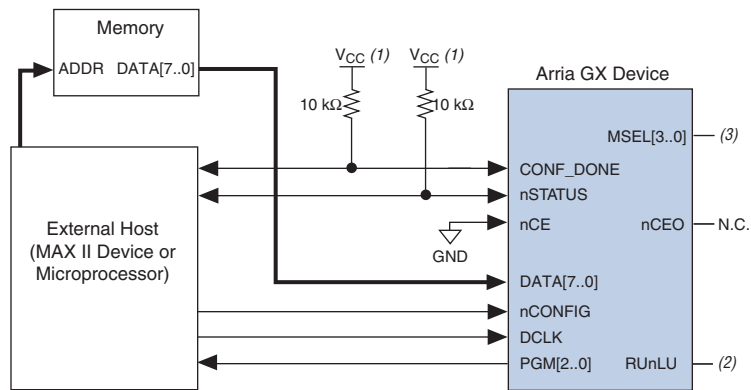 Memory
ADDR DATA[7..0]
VCC (1)
VCC (1)
10 kΩ
10 kΩ
Arria GX Device
MSEL[3..0]
(3)
CONF_DONE
nSTATUS
External Host
(MAX II Device or
Microprocessor)
nCE
nCEO
N.C.
GND
DATA[7..0]
nCONFIG
DCLK
PGM[2..0]
RUnLU
(2)